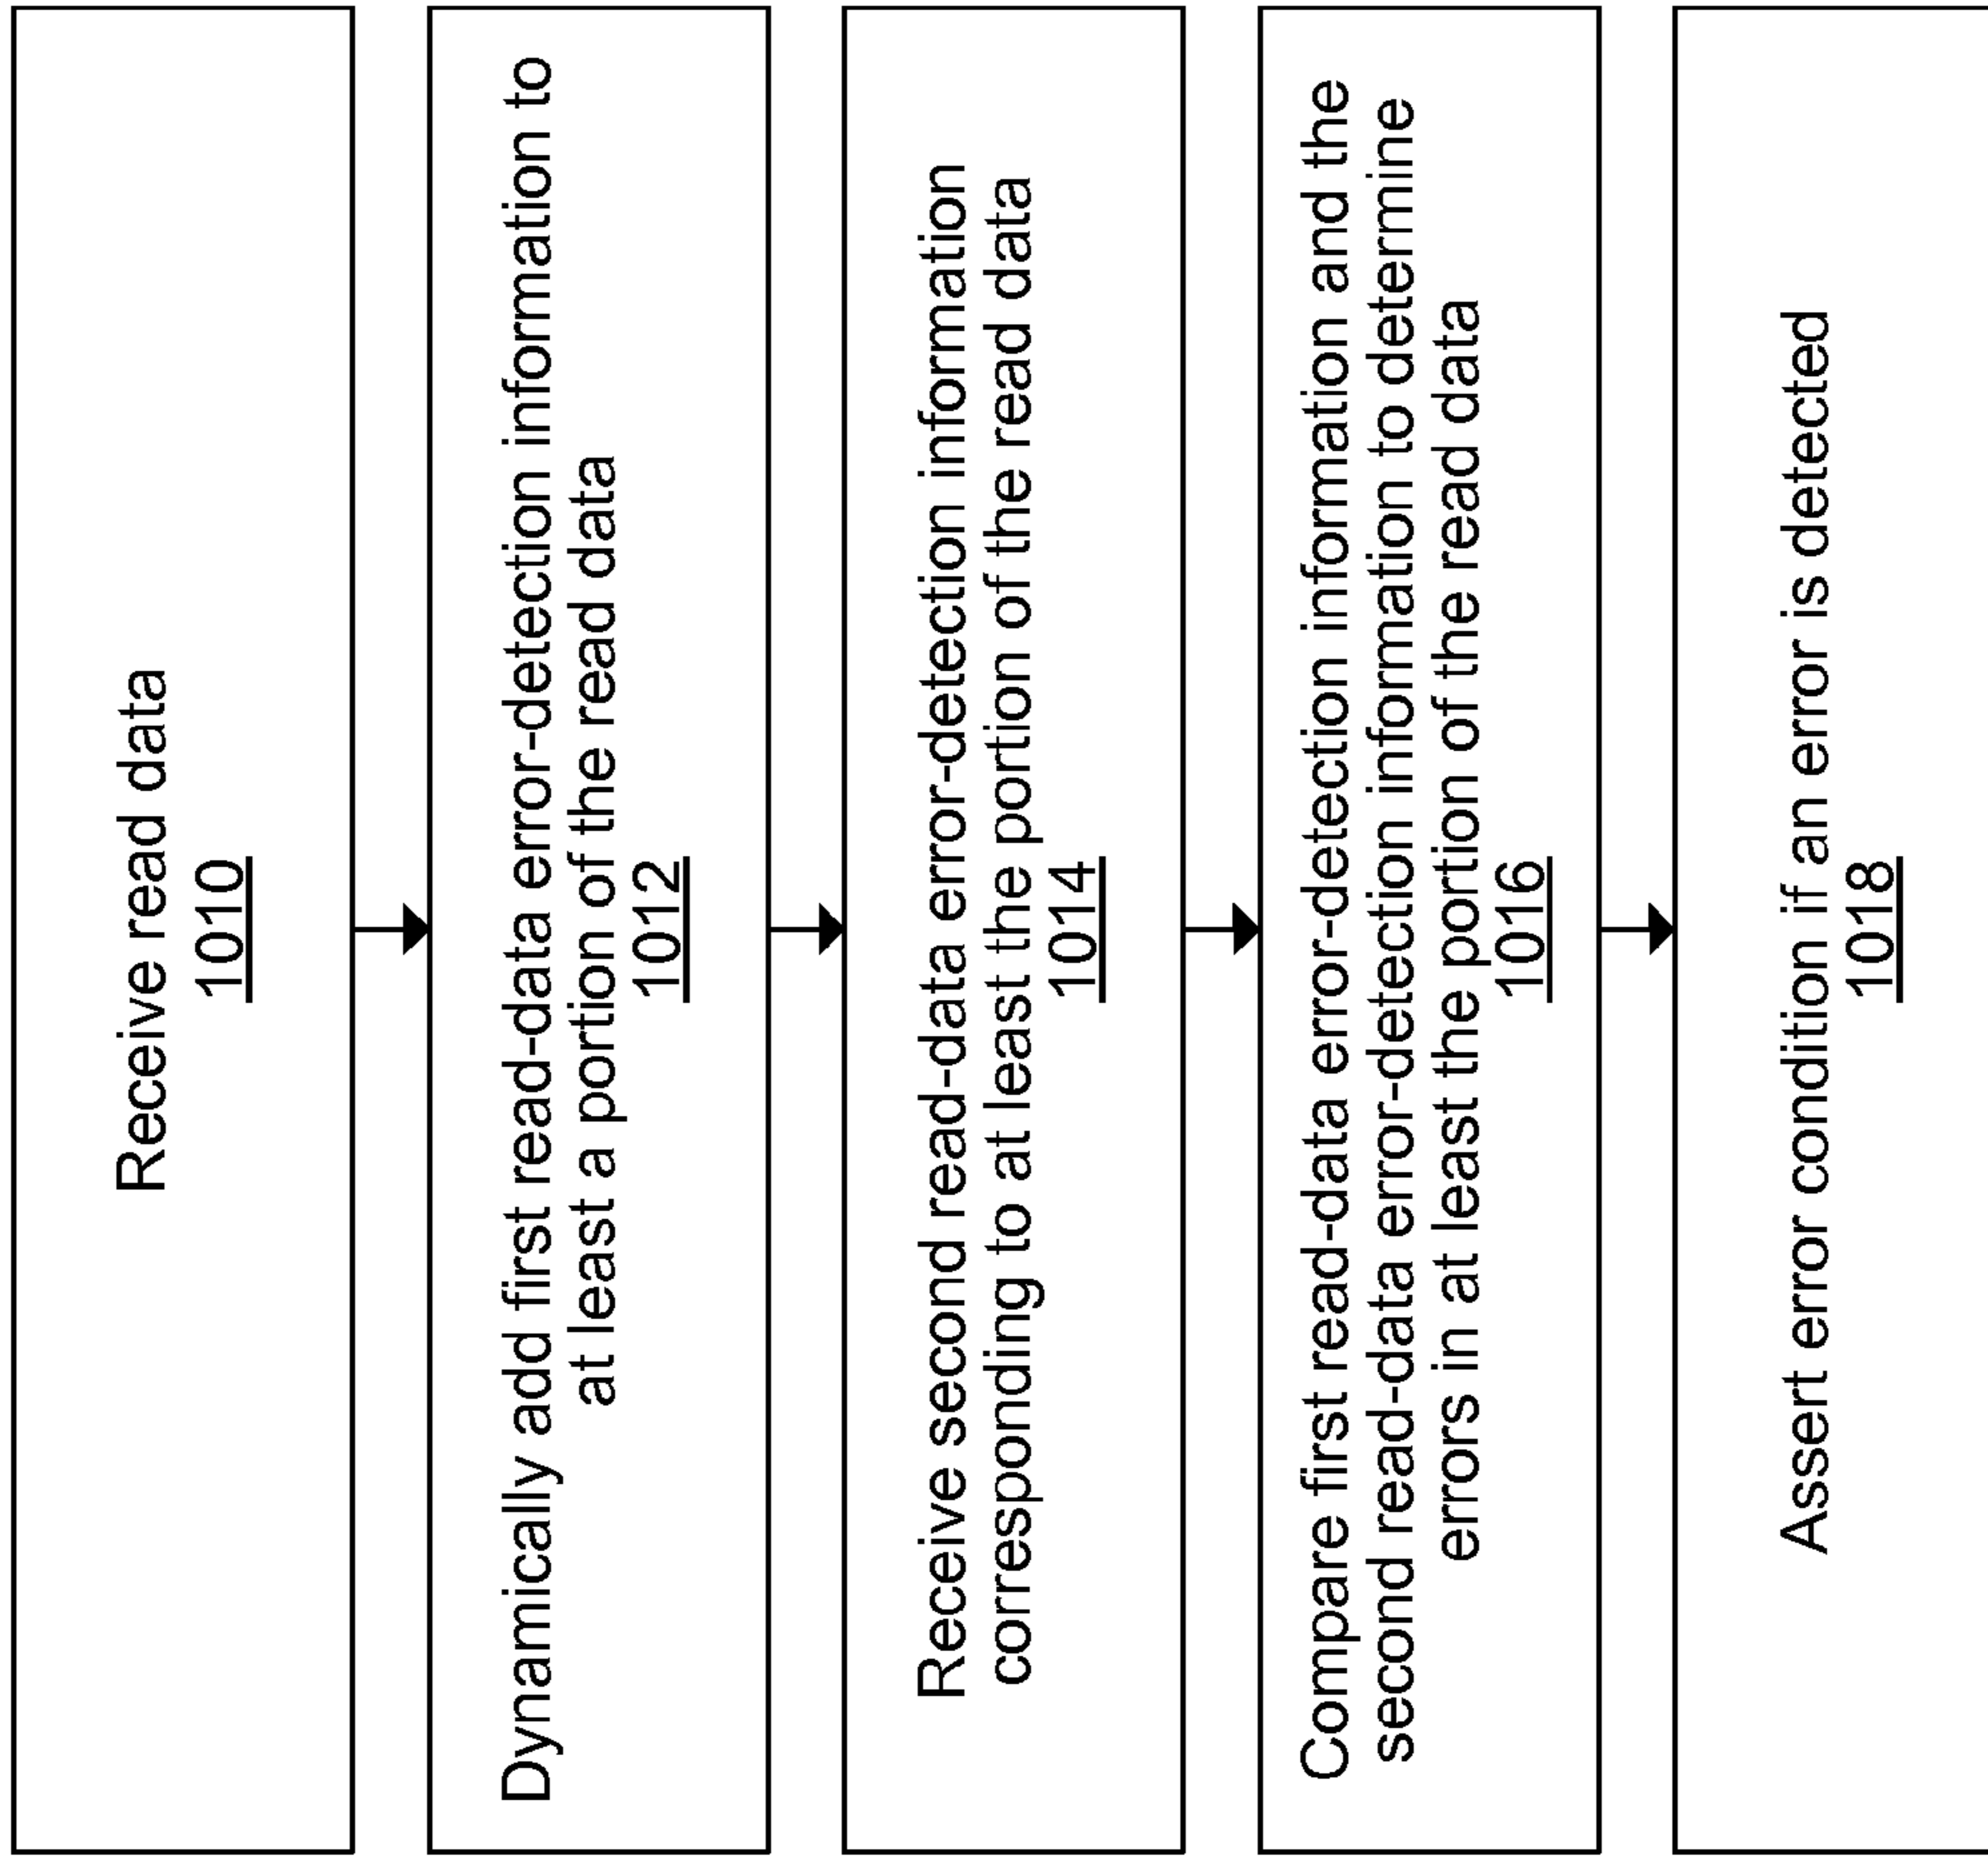 Receive read data
1010
Dynamically add first read-data error-detection information to
at least a portion of the read data
1012
Receive second read-data error-detection information
corresponding to at least the portion of the read data
1014
Compare first read-data error-detection information and the
second read-data error-detection information to determine
errors in at least the portion of the read data
1016
Assert error condition if an error is detected
1018